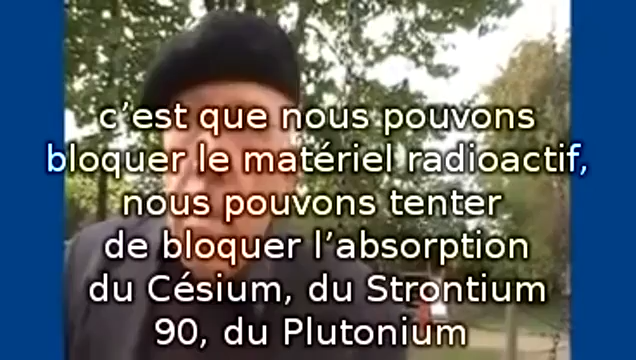 c’est que nous pouvons
bloquer le matériel radioactif,
nous pouvons tenter
de bloquer l’absorption
du Césium, du Strontium
90, du Plutonium